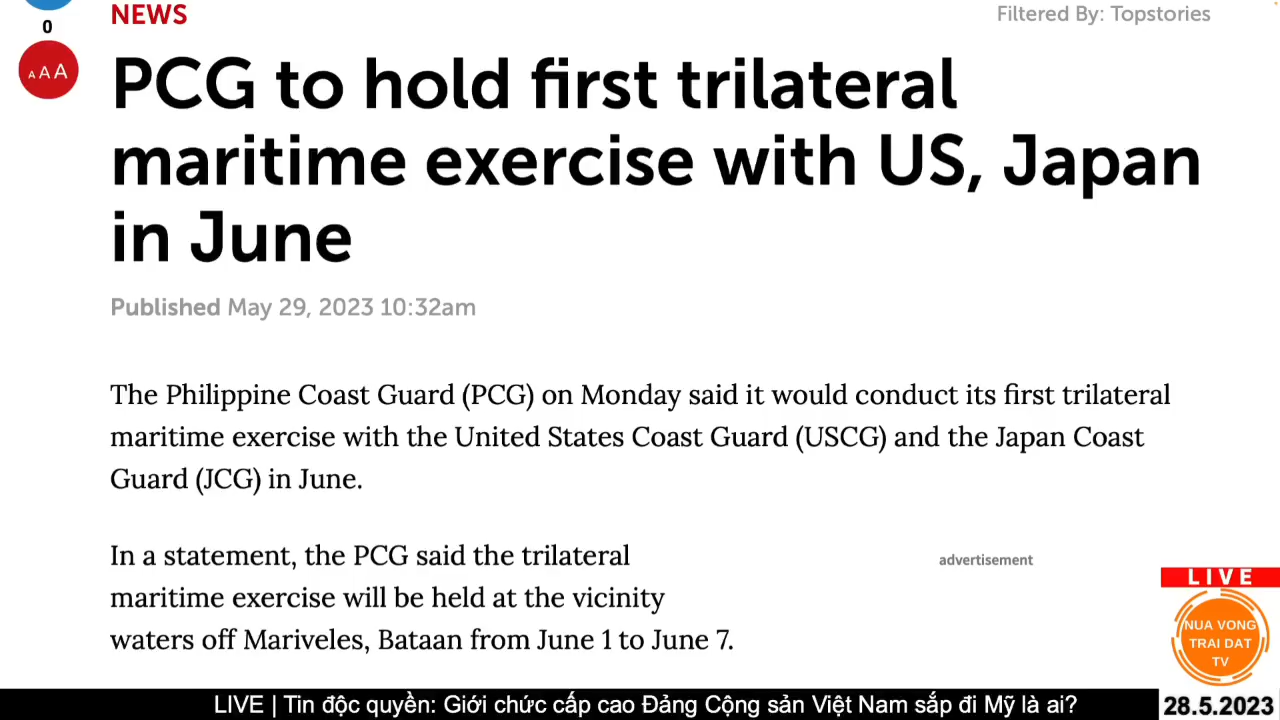 0
NEWS
Filtered By: Topstories
AAA
PCG to hold first trilateral
maritime exercise with US, Japan
in June
Published May 29, 2023 10:32am
The Philippine Coast Guard (PCG) on Monday said it would conduct its first trilateral
maritime exercise with the United States Coast Guard (USCG) and the Japan Coast
Guard (JCG) in June.
In a statement, the PCG said the trilateral
maritime exercise will be held at the vicinity
waters off Mariveles, Bataan from June 1 to June 7.
advertisement
LIVE
NUA VONG
TRAI DAT
TV
LIVE | Tin độc quyền: Giới chức cấp cao Đảng Cộng sản Việt Nam sắp đi Mỹ là ai?
28.5.2023